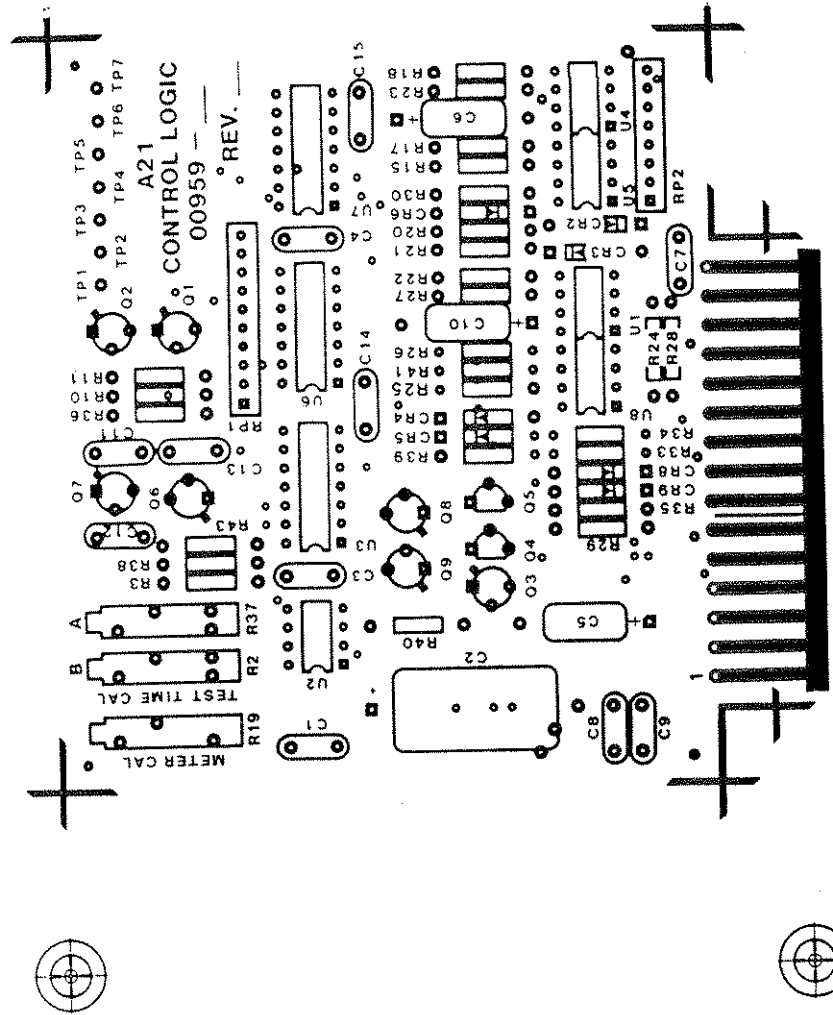 TP1
TP2
TP3
TP4
TP5
TP6
TP7
A21
CONTROL LOGIC
00959 - ____
REV. __
Q2
Q1
R11
R10
R36
C11
C13
Q7
Q6
C12
R43
R38
R3
A
R37
B
R2
TEST TIME CAL
R19
METER CAL
C15
U7
C4
RP1
U6
C14
U3
C3
U2
C1
R18
R23
+
C6
R17
R15
R30
CR6
R20
R21
R22
R27
C10
+
R26
R41
R25
CR4
CR5
R39
Q8
Q9
Q5
Q4
Q3
R40
C2
+
C5
+
C8
C9
U4
U5
RP2
CR2
CR3
C7
U1
R24
R28
U8
R34
R33
CR8
CR9
R35
R29
1